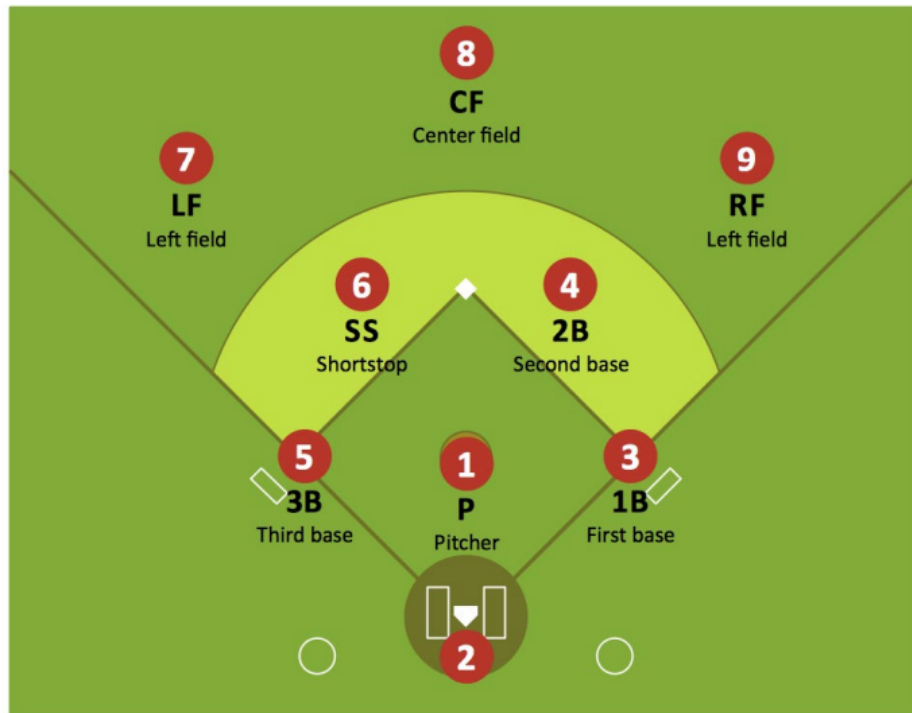 8
CF
Center field
7
LF
Left field
9
RF
Left field
6
SS
Shortstop
4
2B
Second base
5
3B
Third base
1
P
Pitcher
3
1B
First base
2